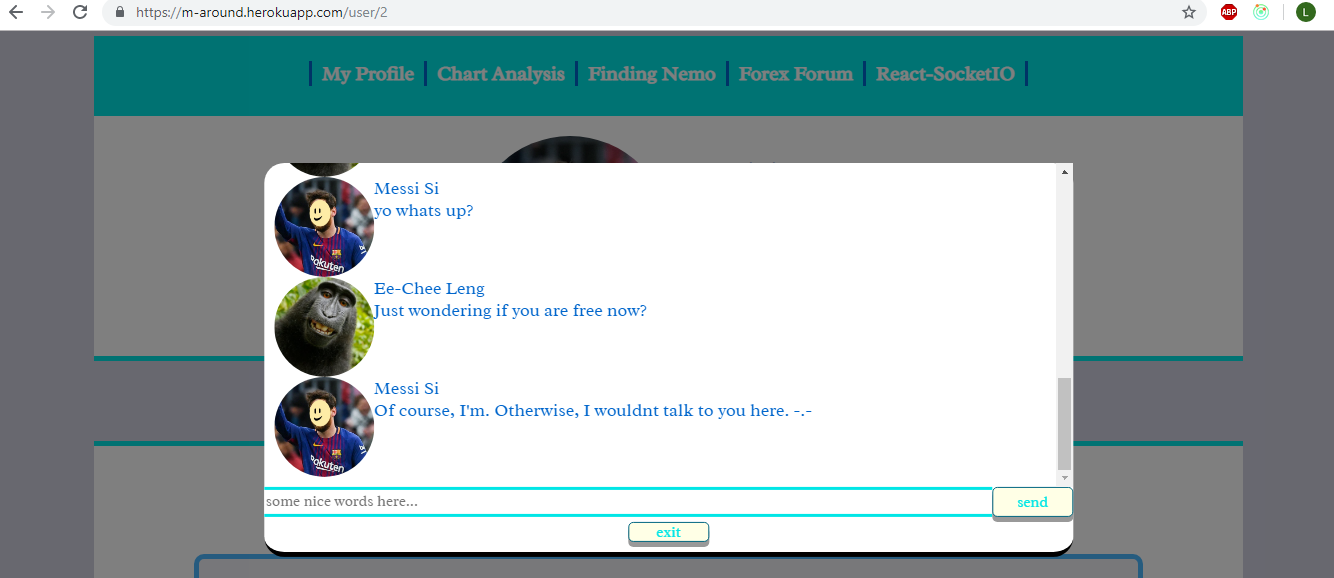 https://m-around.herokuapp.com/user/2
ABP
L
My Profile
Chart Analysis
Finding Nemo
Forex Forum
React-SocketIO
Messi Si
yo whats up?
Rakuten
Ee-Chee Leng
Just wondering if you are free now?
Messi Si
Of course, I'm. Otherwise, I wouldnt talk to you here. -.-
Rakuten
some nice words here...
send
exit